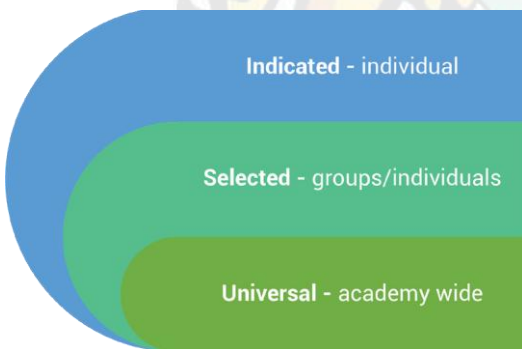 Indicated - individual
Selected - groups/individuals
Universal - academy wide